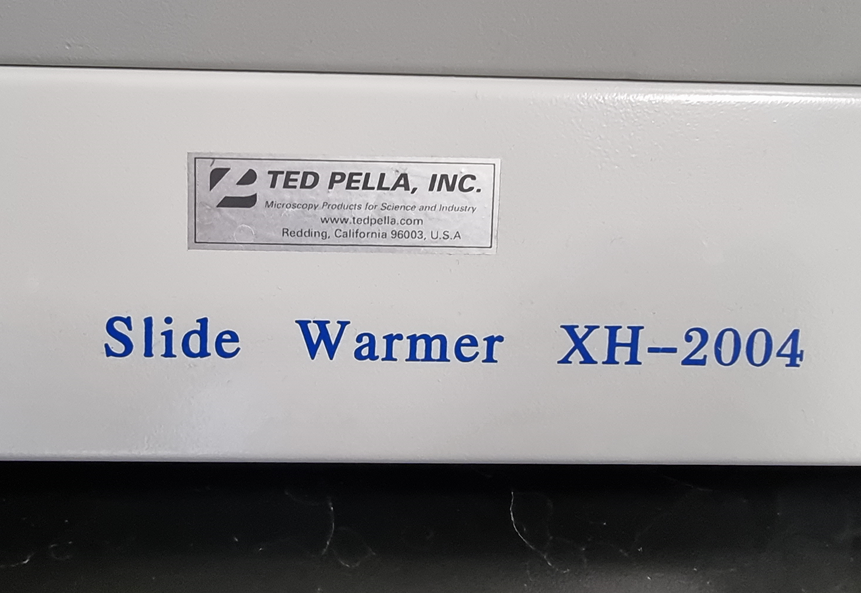 TED PELLA, INC.
Microscopy Products for Science and Industry
www.tedpella.com
Redding, California 96003, U.S.A
Slide Warmer XH-2004